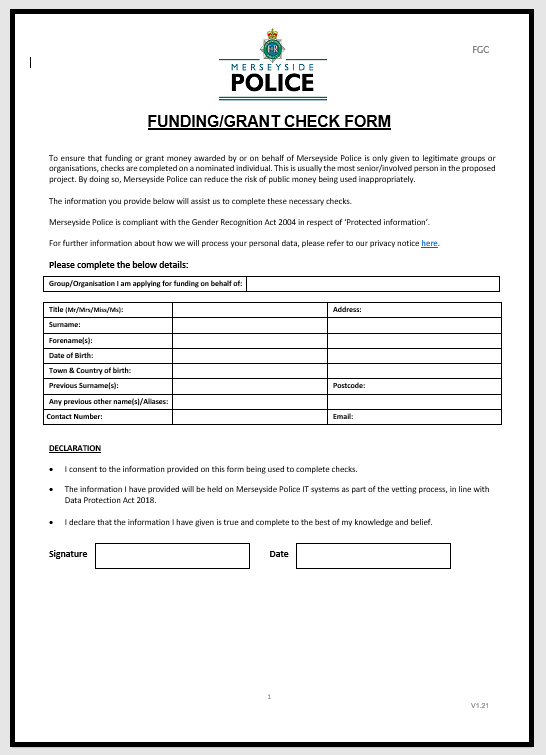 FGC
MERSEYSIDE
POLICE
FUNDING/GRANT CHECK FORM
To ensure that funding or grant money awarded by or on behalf of Merseyside Police is only given to legitimate groups or
organisations, checks are completed on a nominated individual. This is usually the most senior/involved person in the proposed
project. By doing so, Merseyside Police can reduce the risk of public money being used inappropriately.
The information you provide below will assist us to complete these necessary checks.
Merseyside Police is compliant with the Gender Recognition Act 2004 in respect of ‘Protected information’.
For further information about how we will process your personal data, please refer to our privacy notice here.
Please complete the below details:
Group/Organisation I am applying for funding on behalf of:
Title (Mr/Mrs/Miss/Ms): Address:
Surname:
Forename(s):
Date of Birth:
Town & Country of birth:
Previous Surname(s): Postcode:
Any previous other name(s)/Aliases:
Contact Number: Email:
DECLARATION
• I consent to the information provided on this form being used to complete checks.
• The information I have provided will be held on Merseyside Police IT systems as part of the vetting process, in line with
Data Protection Act 2018.
• I declare that the information I have given is true and complete to the best of my knowledge and belief.
Signature Date
1
V1.21